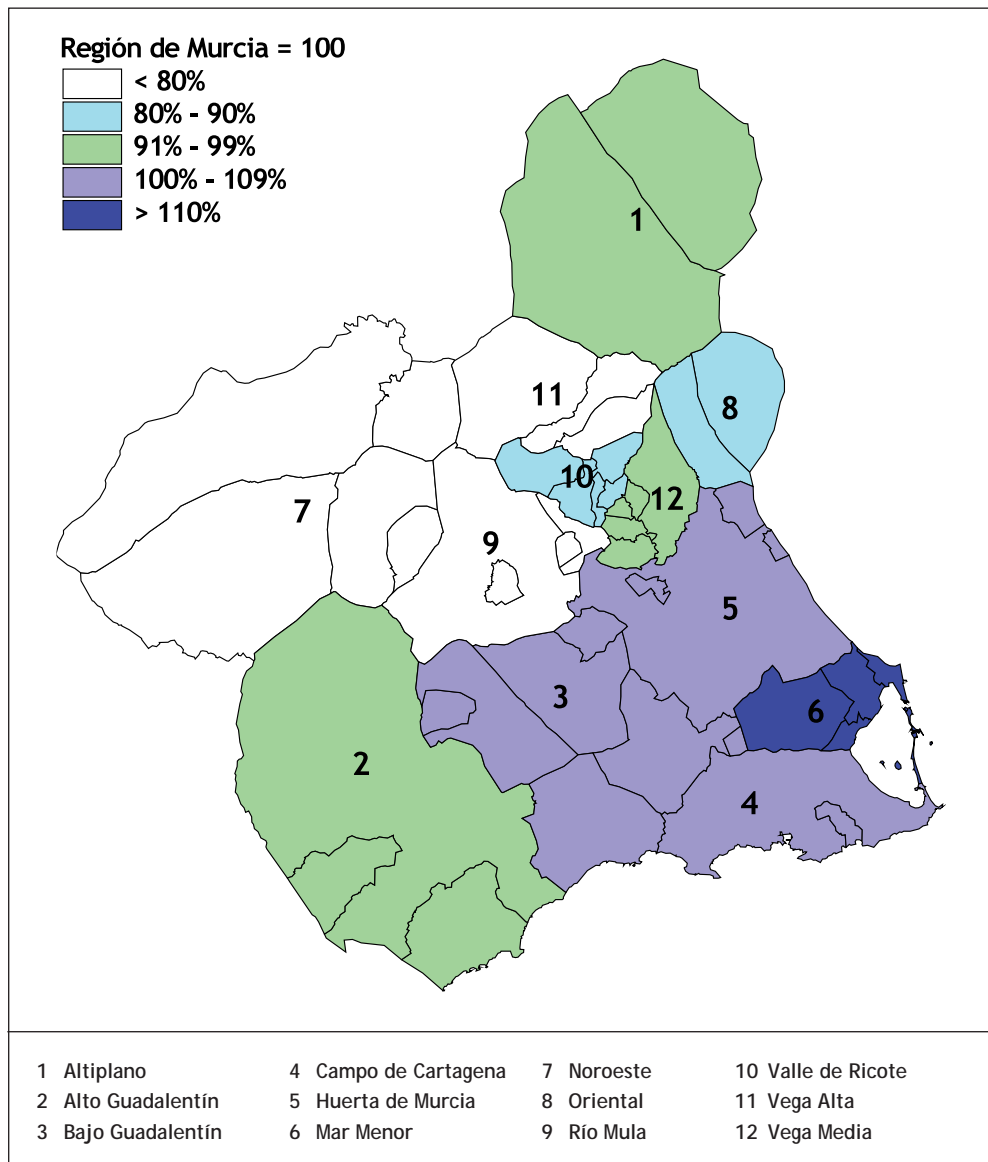 Región de Murcia = 100
< 80%
80% - 90%
91% - 99%
100% - 109%
> 110%
1
11
8
10
7
12
9
5
3
6
2
4
1 Altiplano
2 Alto Guadalentín
3 Bajo Guadalentín
4 Campo de Cartagena
5 Huerta de Murcia
6 Mar Menor
7 Noroeste
8 Oriental
9 Río Mula
10 Valle de Ricote
11 Vega Alta
12 Vega Media